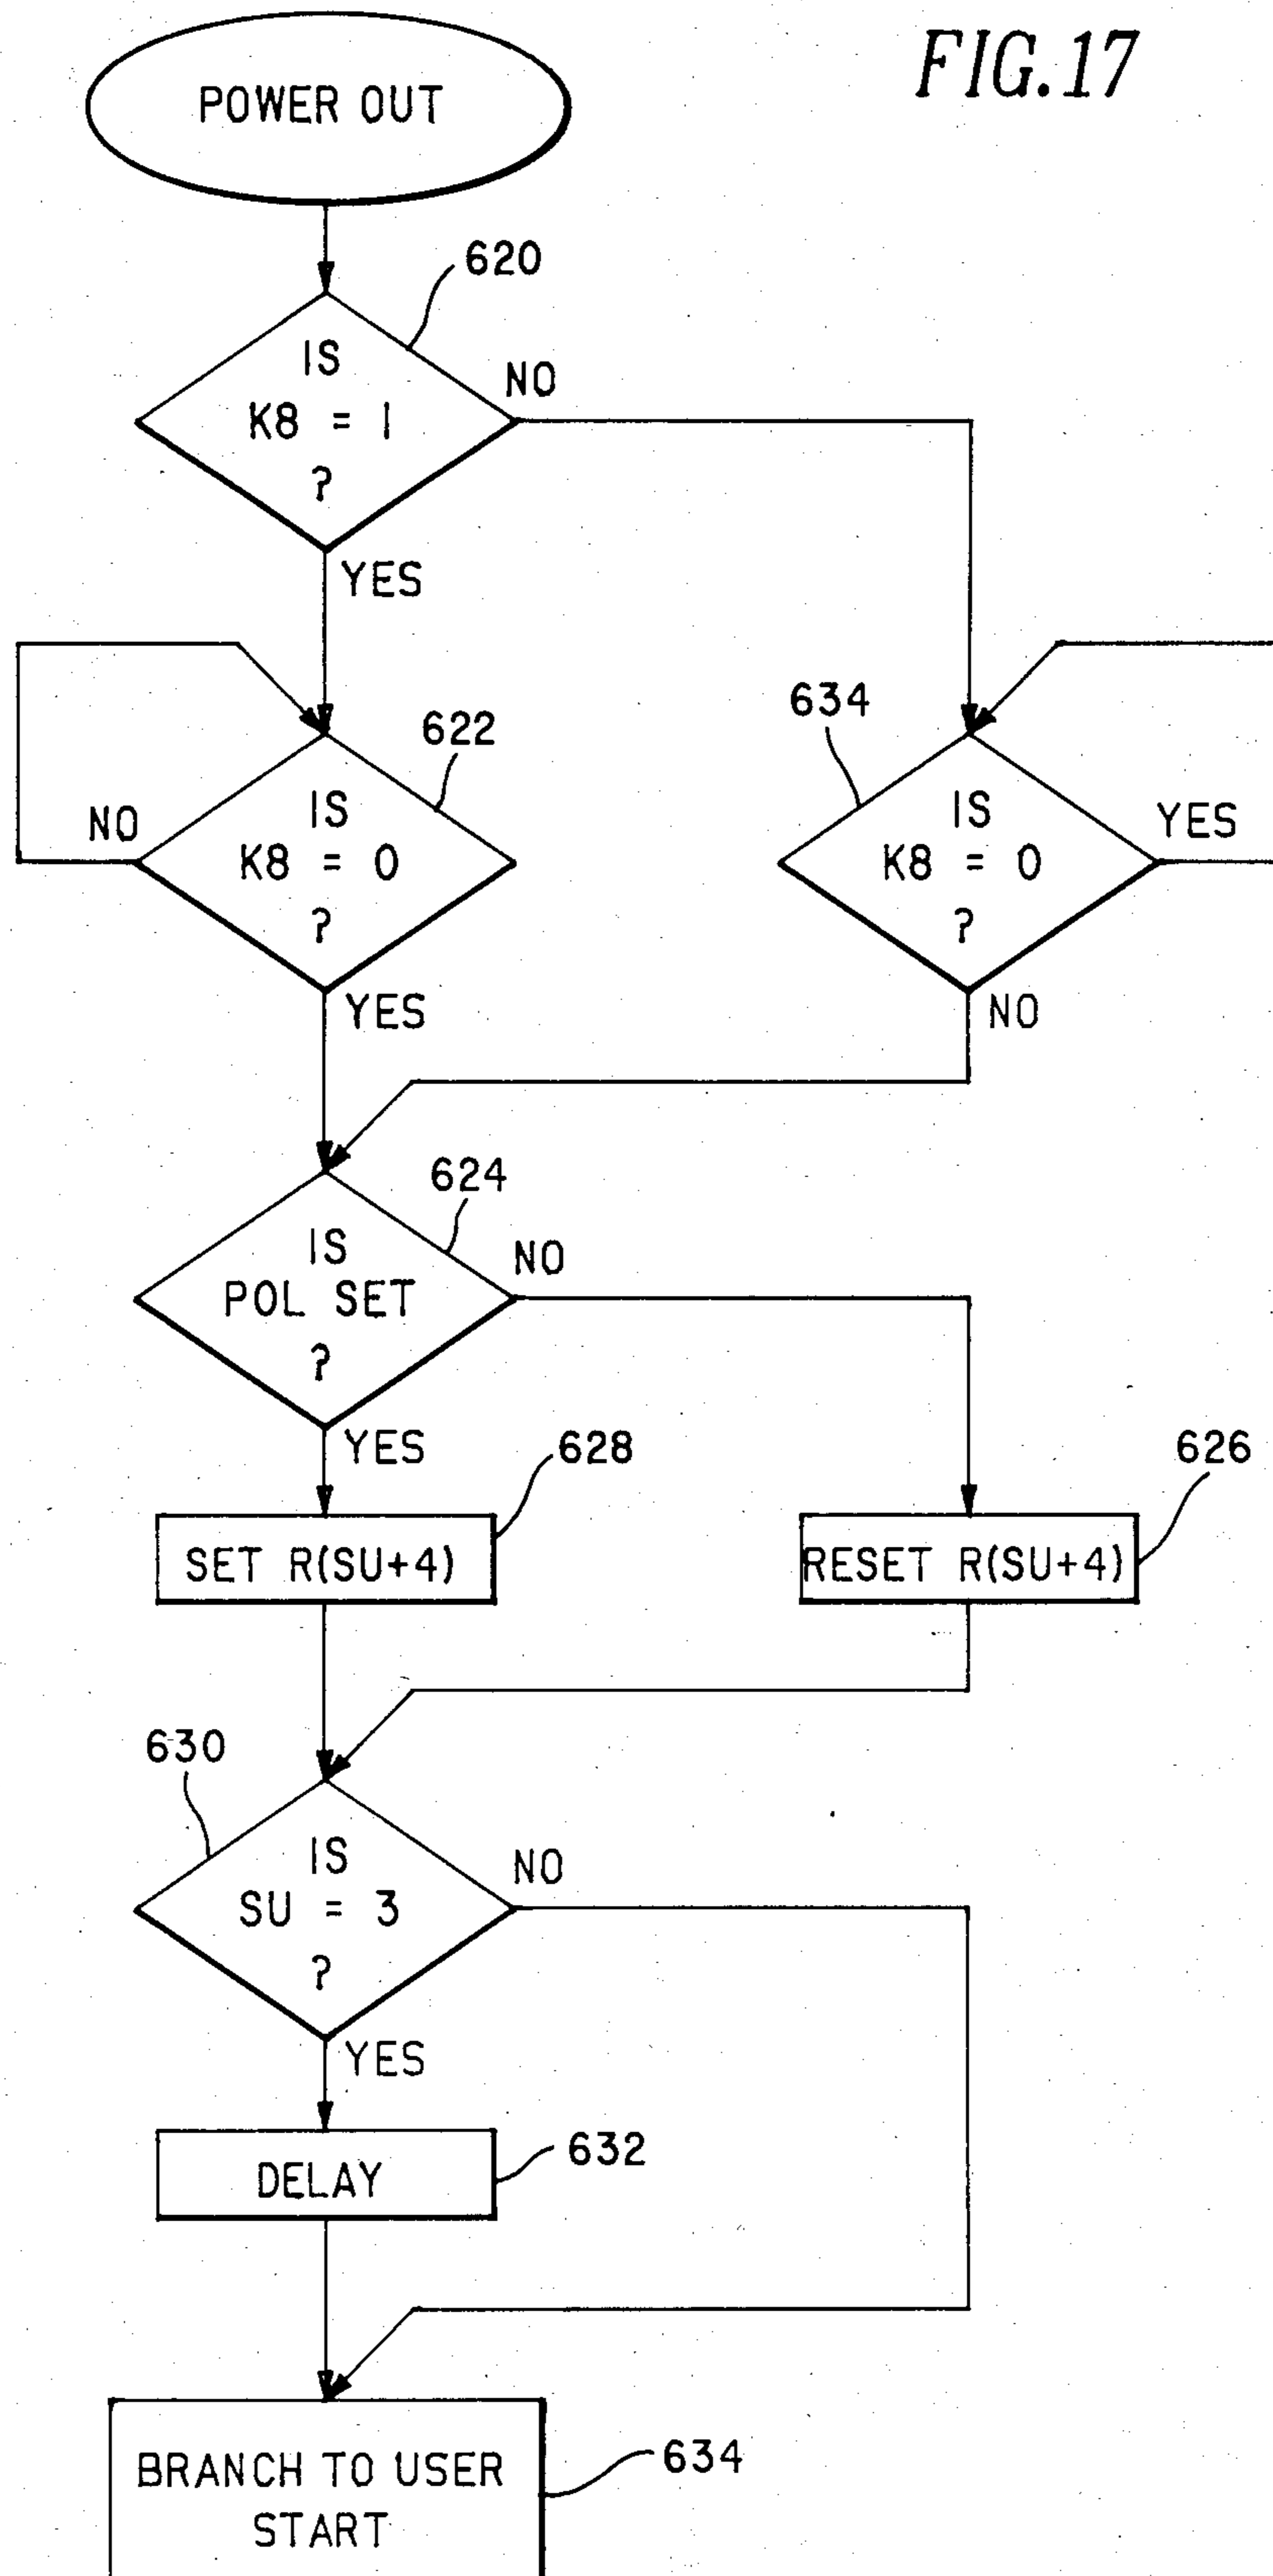 FIG.17
POWER OUT
620
IS
K8 = 1
?
NO
YES
622
IS
K8 = 0
?
NO
YES
634
IS
K8 = 0
?
YES
NO
624
IS
POL SET
?
NO
YES
628
SET R(SU+4)
626
RESET R(SU+4)
630
IS
SU = 3
?
NO
YES
DELAY
632
BRANCH TO USER
START
634